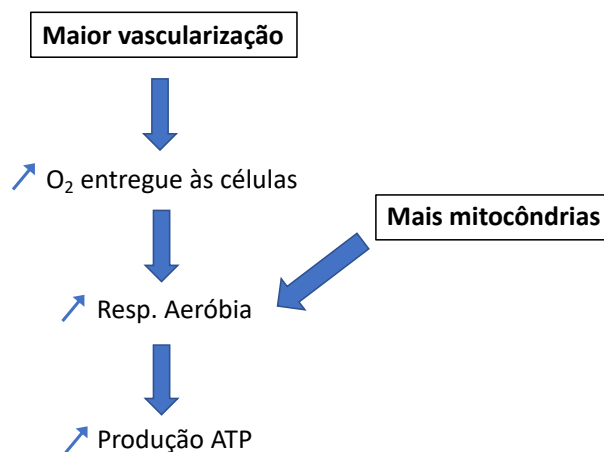 Maior vascularização
O₂ entregue às células
Mais mitocôndrias
Resp. Aeróbia
Produção ATP